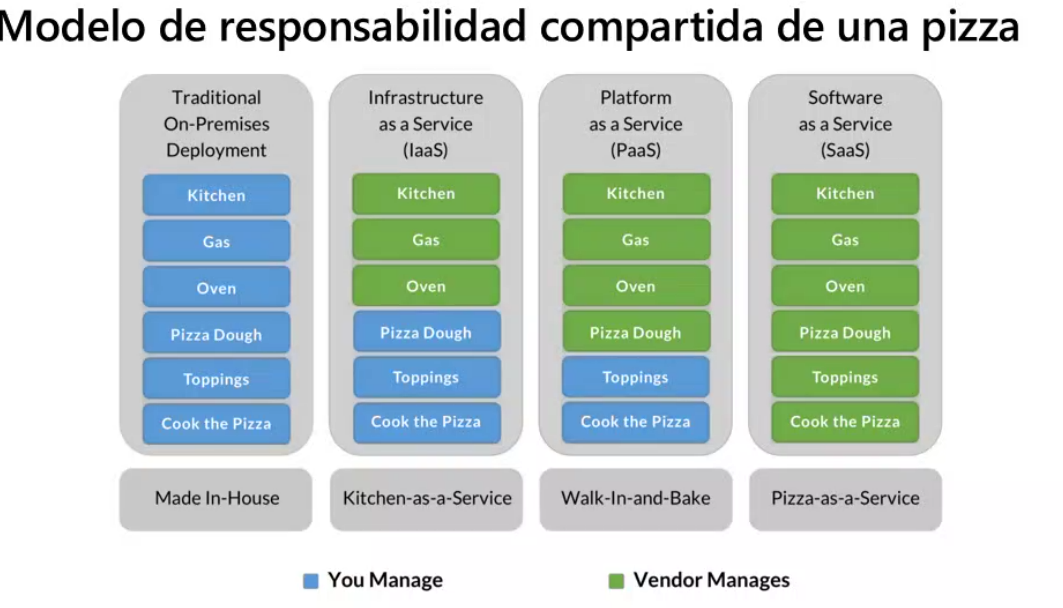 Modelo de responsabilidad compartida de una pizza
Traditional
On-Premises
Deployment
Kitchen
Gas
Oven
Pizza Dough
Toppings
Cook the Pizza
Made In-House
Infrastructure
as a Service
(IaaS)
Kitchen
Gas
Oven
Pizza Dough
Toppings
Cook the Pizza
Kitchen-as-a-Service
Platform
as a Service
(PaaS)
Kitchen
Gas
Oven
Pizza Dough
Toppings
Cook the Pizza
Walk-In-and-Bake
Software
as a Service
(SaaS)
Kitchen
Gas
Oven
Pizza Dough
Toppings
Cook the Pizza
Pizza-as-a-Service
You Manage
Vendor Manages